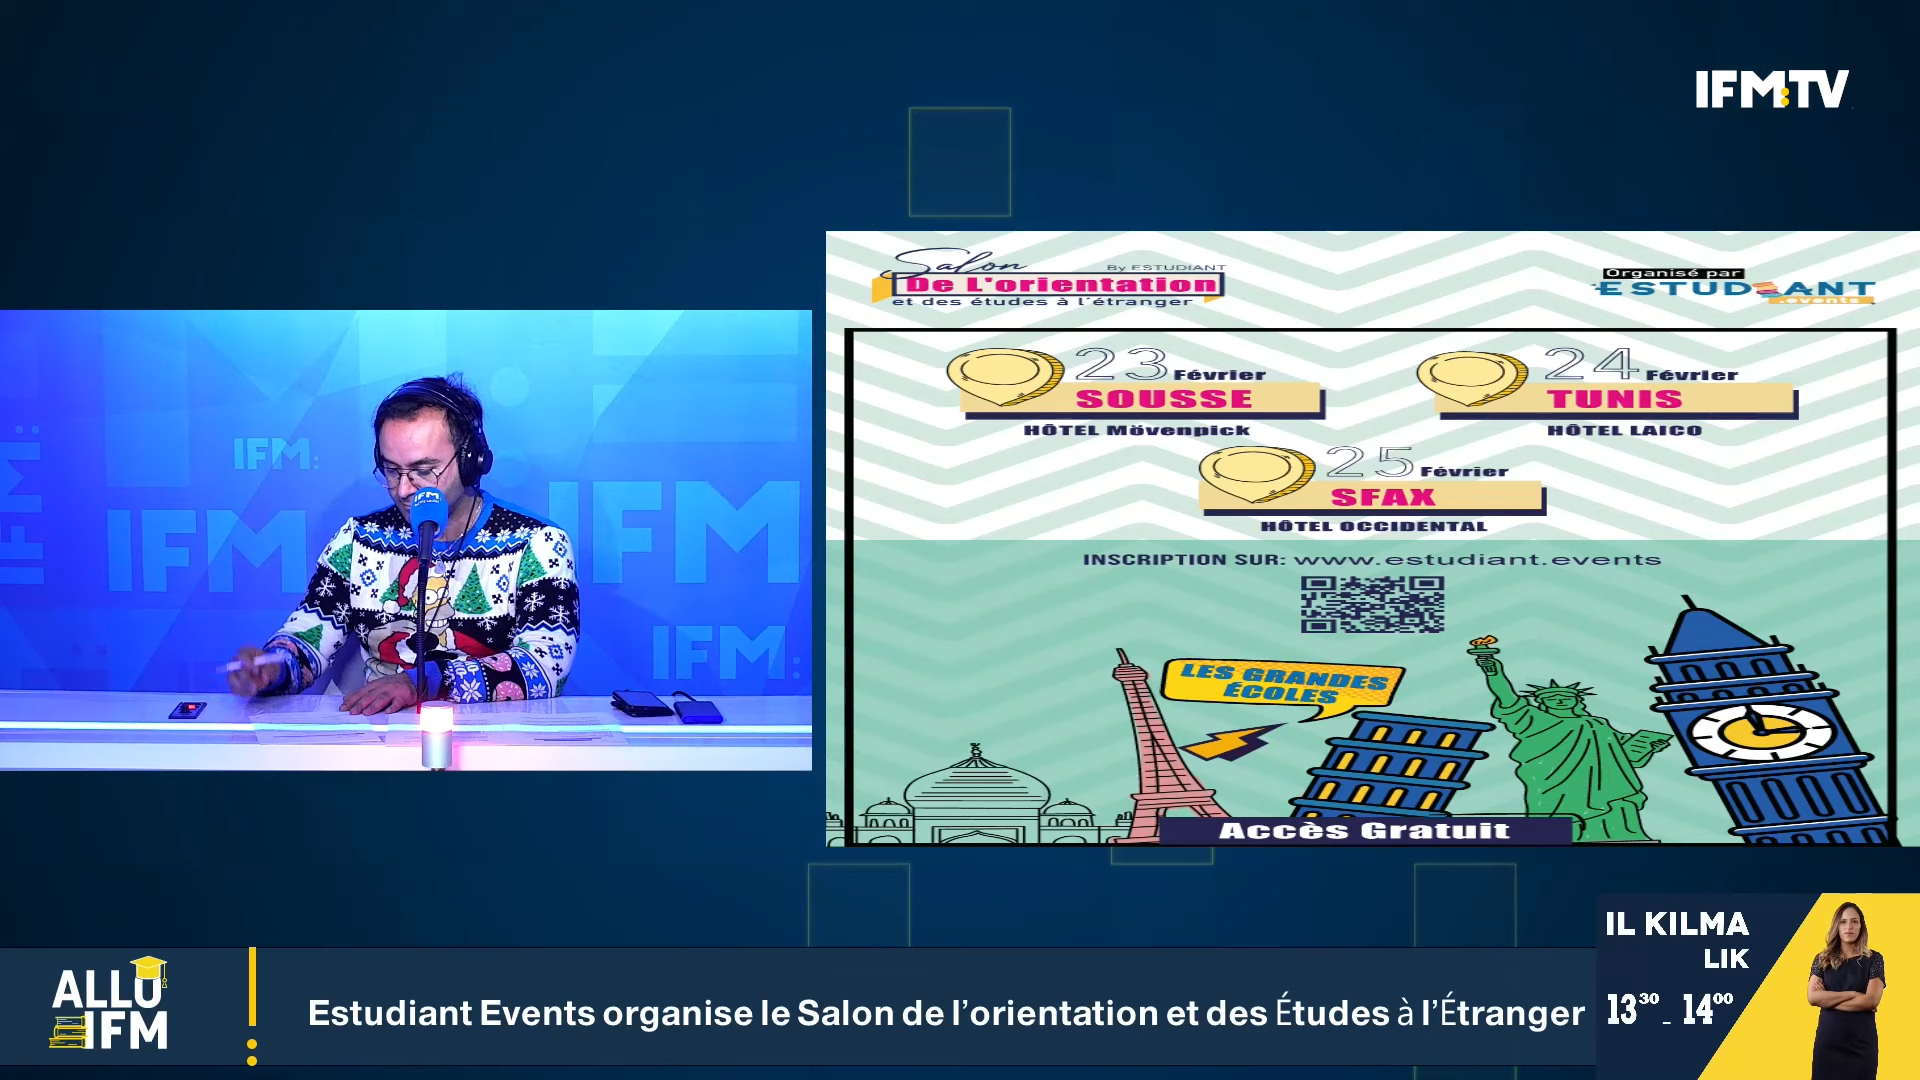 IFM:TV
Salon
By ESTUDIANT
De L'orientation
et des études à l'étranger
Organisé par
ESTUDIANT
.events
23 Février
SOUSSE
HÔTEL Mövenpick
24 Février
TUNIS
HÔTEL LAICO
25 Février
SFAX
HÔTEL OCCIDENTAL
INSCRIPTION SUR: www.estudiant.events
LES GRANDES
ÉCOLES
Accès Gratuit
IFM:
IFM
IFM
IFM:
IFM
IFM
ALLO
IFM
Estudiant Events organise le Salon de l’orientation et des Études à l’Étranger
IL KILMA
LIK
13³⁰ - 14⁰⁰